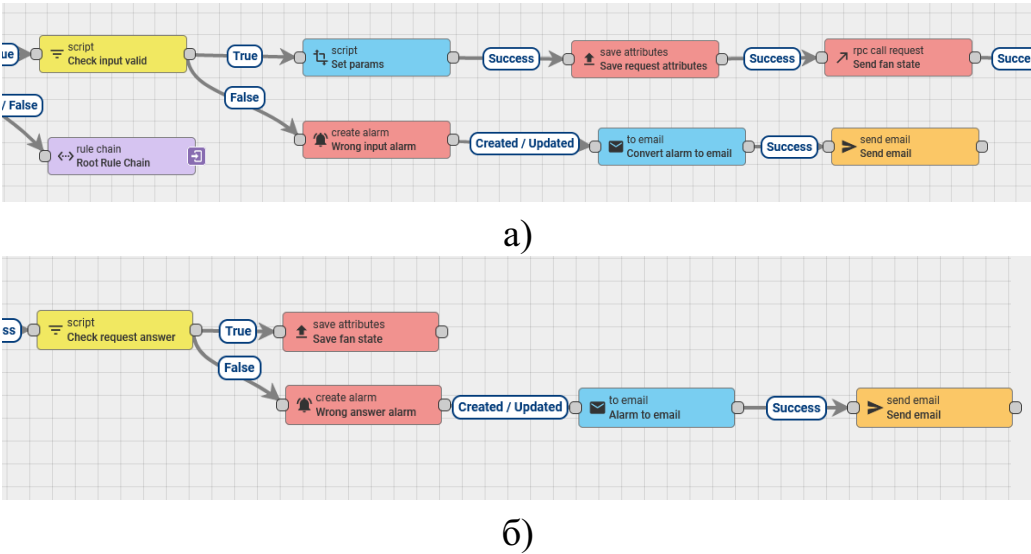 ue
script
Check input valid
True
script
Set params
Success
save attributes
Save request attributes
Success
rpc call request
Send fan state
Succe
/ False
False
rule chain
Root Rule Chain
create alarm
Wrong input alarm
Created / Updated
to email
Convert alarm to email
Success
send email
Send email
а)
ss
script
Check request answer
True
save attributes
Save fan state
False
create alarm
Wrong answer alarm
Created / Updated
to email
Alarm to email
Success
send email
Send email
б)